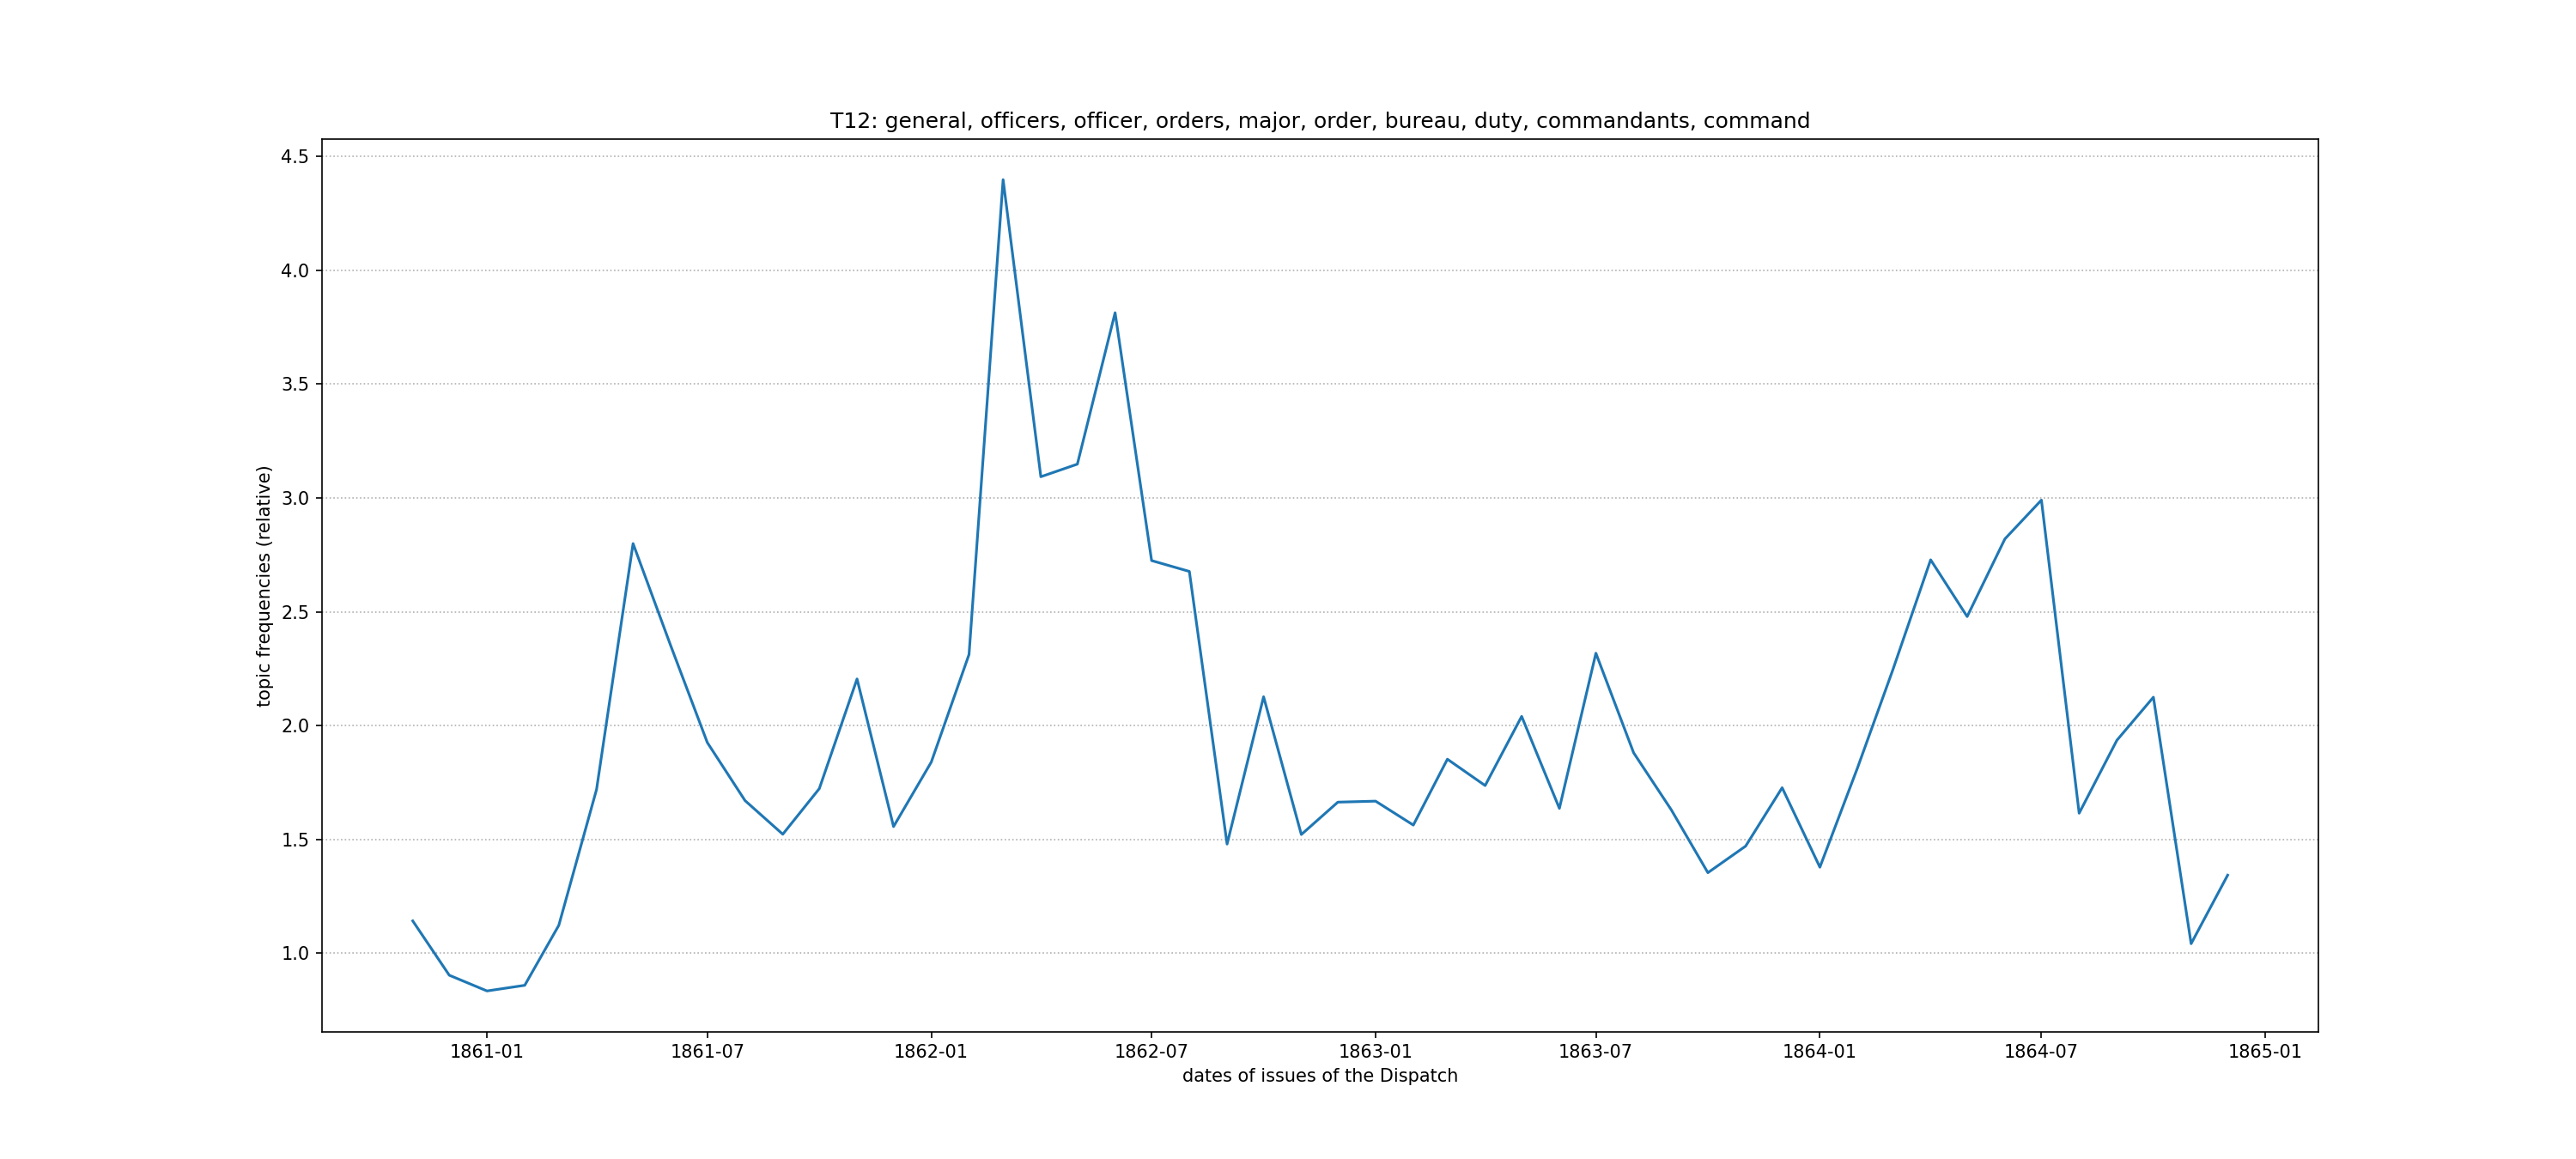 T12: general, officers, officer, orders, major, order, bureau, duty, commandants, command
topic frequencies (relative)
4.5
4.0
3.5
3.0
2.5
2.0
1.5
1.0
1861-01 1861-07 1862-01 1862-07 1863-01 1863-07 1864-01 1864-07 1865-01
dates of issues of the Dispatch